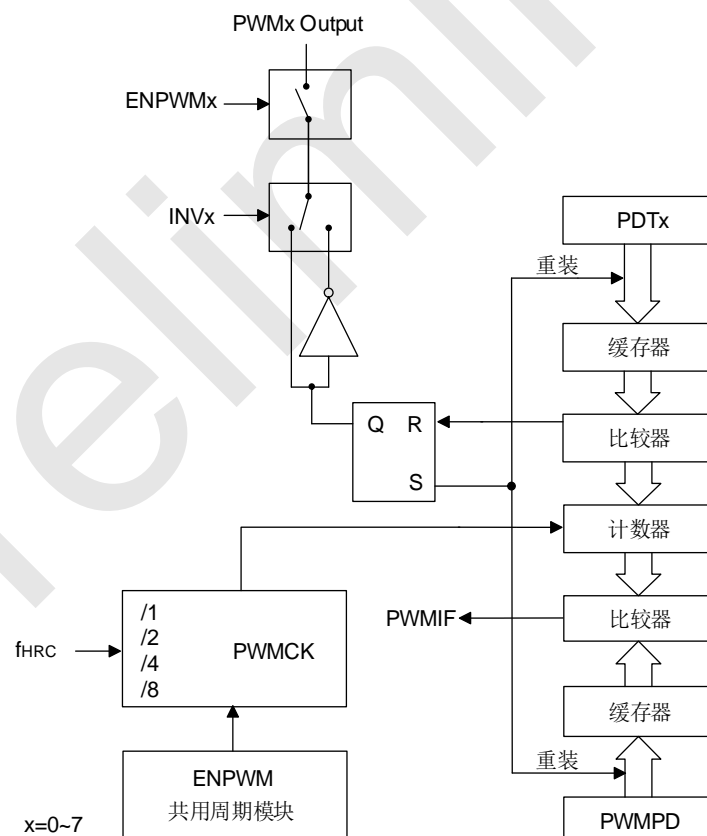 PWMx Output
ENPWMx
INVx
PDTx
重装
缓存器
Q R
S
比较器
计数器
/1
/2
/4
/8
PWMCK
fHRC
PWMIF
比较器
缓存器
重装
ENPWM
共用周期模块
PWMPD
x=0~7